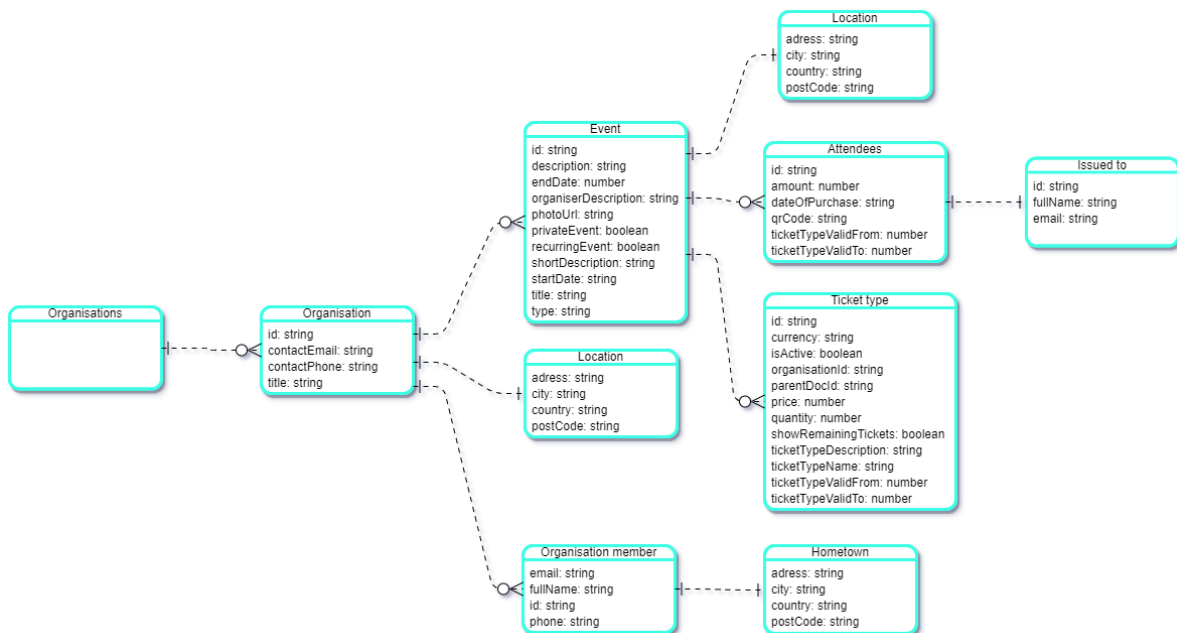 Location
adress: string
city: string
country: string
postCode: string
Event
id: string
description: string
endDate: number
organiserDescription: string
photoUrl: string
privateEvent: boolean
recurringEvent: boolean
shortDescription: string
startDate: string
title: string
type: string
Attendees
id: string
amount: number
dateOfPurchase: string
qrCode: string
ticketTypeValidFrom: number
ticketTypeValidTo: number
Issued to
id: string
fullName: string
email: string
Organisations
Organisation
id: string
contactEmail: string
contactPhone: string
title: string
Location
adress: string
city: string
country: string
postCode: string
Ticket type
id: string
currency: string
isActive: boolean
organisationId: string
parentDocId: string
price: number
quantity: number
showRemainingTickets: boolean
ticketTypeDescription: string
ticketTypeName: string
ticketTypeValidFrom: number
ticketTypeValidTo: number
Organisation member
email: string
fullName: string
id: string
phone: string
Hometown
adress: string
city: string
country: string
postCode: string